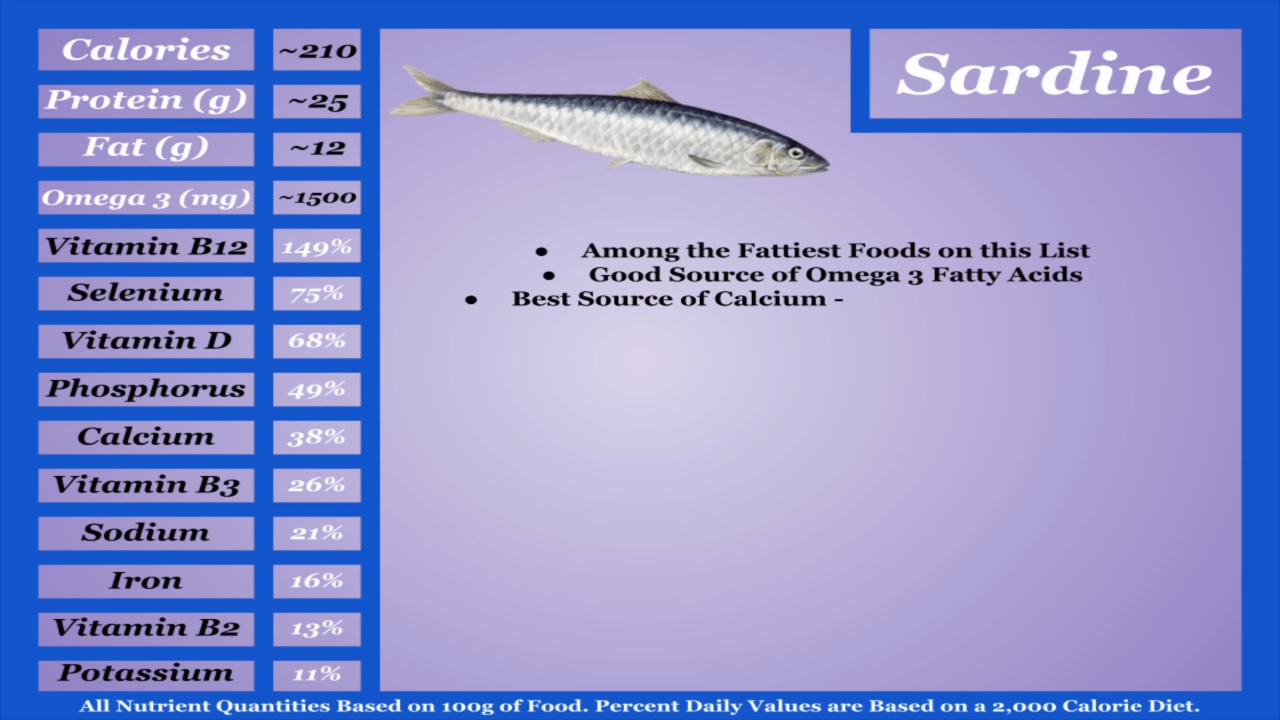 Calories ~210
Protein (g) ~25
Fat (g) ~12
Omega 3 (mg) ~1500
Vitamin B12 149%
Selenium 75%
Vitamin D 68%
Phosphorus 49%
Calcium 38%
Vitamin B3 26%
Sodium 21%
Iron 16%
Vitamin B2 13%
Potassium 11%
Sardine
● Among the Fattiest Foods on this List
● Good Source of Omega 3 Fatty Acids
● Best Source of Calcium -
All Nutrient Quantities Based on 100g of Food. Percent Daily Values are Based on a 2,000 Calorie Diet.